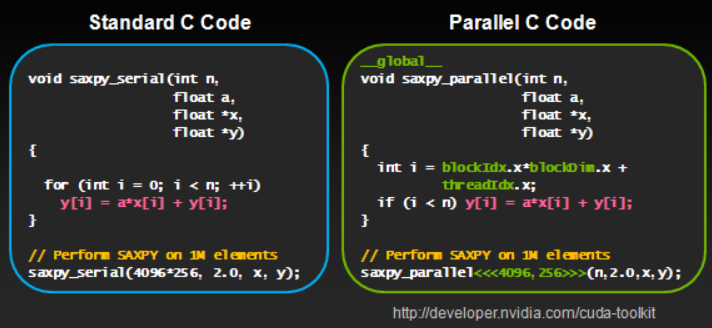 Standard C Code
void saxpy_serial(int n,
float a,
float *x,
float *y)
{
for (int i = 0; i < n; ++i)
y[i] = a*x[i] + y[i];
}
// Perform SAXPY on 1M elements
saxpy_serial(4096*256, 2.0, x, y);
Parallel C Code
__global__
void saxpy_parallel(int n,
float a,
float *x,
float *y)
{
int i = blockIdx.x*blockDim.x +
threadIdx.x;
if (i < n) y[i] = a*x[i] + y[i];
}
// Perform SAXPY on 1M elements
saxpy_parallel<<<4096,256>>>(n,2.0,x,y);
http://developer.nvidia.com/cuda-toolkit